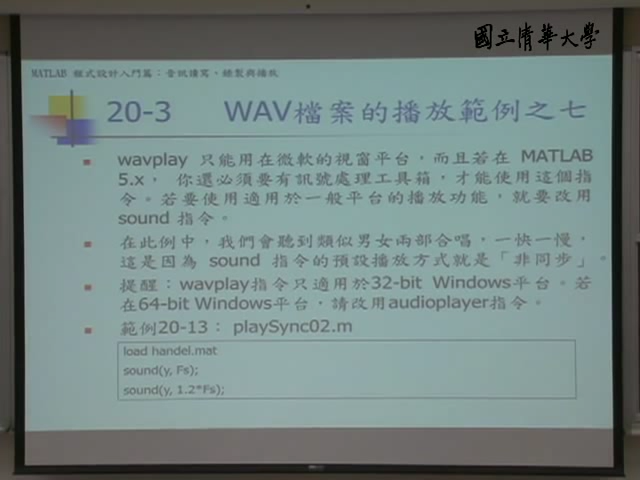 國立清華大學
MATLAB 程式設計入門篇：音訊讀寫、錄製與播放
20-3 WAV檔案的播放範例之七
wavplay 只能用在微軟的視窗平台，而且若在 MATLAB
5.x， 你還必須要有訊號處理工具箱，才能使用這個指
令。若要使用適用於一般平台的播放功能，就要改用
sound 指令。
在此例中，我們會聽到類似男女兩部合唱，一快一慢，
這是因為 sound 指令的預設播放方式就是「非同步」。
提醒：wavplay指令只適用於32-bit Windows平台。若
在64-bit Windows平台，請改用audioplayer指令。
範例20-13： playSync02.m
load handel.mat
sound(y, Fs);
sound(y, 1.2*Fs);